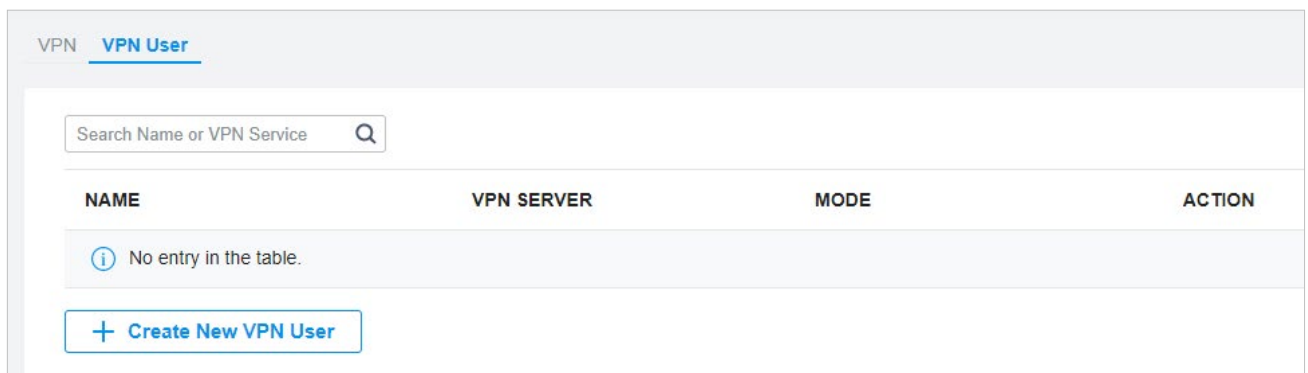 VPN VPN User
Search Name or VPN Service
NAME VPN SERVER MODE ACTION
No entry in the table.
Create New VPN User